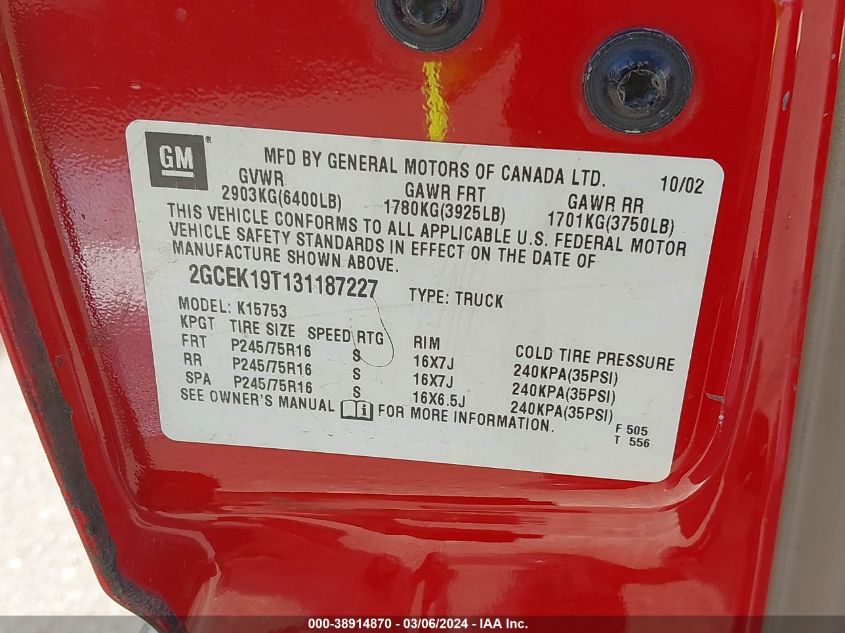 GM
MFD BY GENERAL MOTORS OF CANADA LTD. 10/02
GVWR GAWR FRT GAWR RR
2903KG(6400LB) 1780KG(3925LB) 1701KG(3750LB)
THIS VEHICLE CONFORMS TO ALL APPLICABLE U.S. FEDERAL MOTOR
VEHICLE SAFETY STANDARDS IN EFFECT ON THE DATE OF
MANUFACTURE SHOWN ABOVE.
2GCEK19T131187227 TYPE: TRUCK
MODEL: K15753
KPGT TIRE SIZE SPEED RTG RIM COLD TIRE PRESSURE
FRT P245/75R16 S 16X7J 240KPA(35PSI)
RR P245/75R16 S 16X7J 240KPA(35PSI)
SPA P245/75R16 S 16X6.5J 240KPA(35PSI)
SEE OWNER'S MANUAL FOR MORE INFORMATION.
F 505
T 556
000-38914870 - 03/06/2024 - IAA Inc.